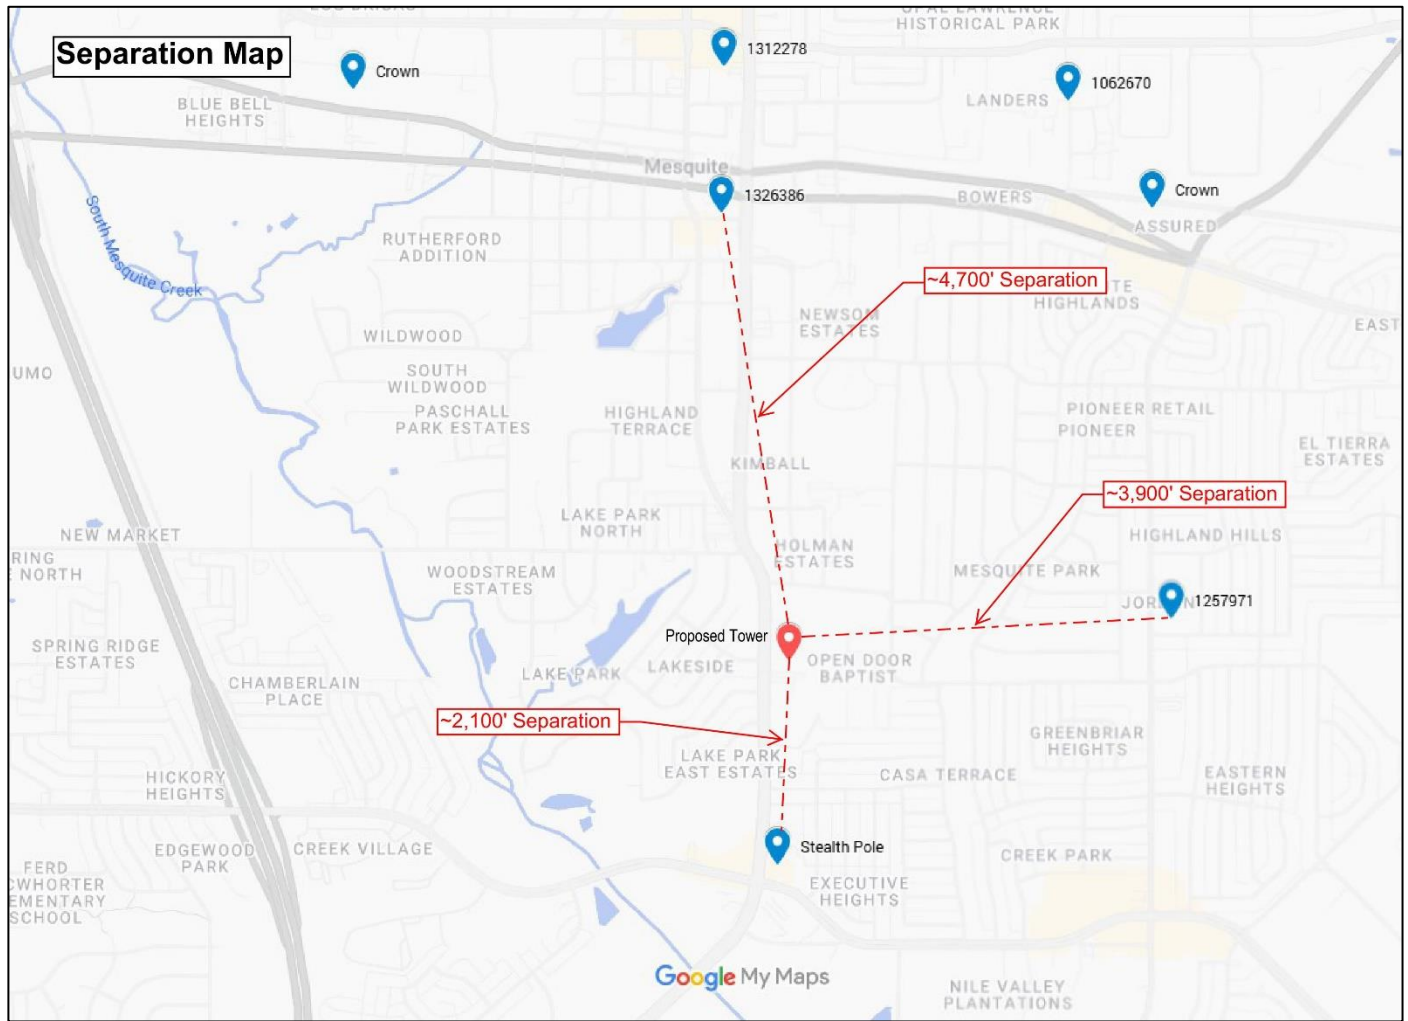 HISTORICAL PARK
Separation Map
1312278
Crown
1062670
LANDERS
BLUE BELL
HEIGHTS
Mesquite
1326386
Crown
BOWERS
ASSURED
South Mesquite Creek
RUTHERFORD
ADDITION
~4,700' Separation
HIGHLANDS
NEWSOM
ESTATES
EAST
WILDWOOD
UMO
SOUTH
WILDWOOD
PASCHALL
PARK ESTATES
HIGHLAND
TERRACE
PIONEER RETAIL
PIONEER
EL TIERRA
ESTATES
KIMBALL
~3,900' Separation
LAKE PARK
NORTH
NEW MARKET
HIGHLAND HILLS
HOLMAN
ESTATES
RING
E NORTH
WOODSTREAM
ESTATES
MESQUITE PARK
1257971
Proposed Tower
SPRING RIDGE
ESTATES
LAKE PARK
LAKESIDE
OPEN DOOR
BAPTIST
CHAMBERLAIN
PLACE
~2,100' Separation
GREENBRIAR
HEIGHTS
LAKE PARK
EAST ESTATES
CASA TERRACE
EASTERN
HEIGHTS
HICKORY
HEIGHTS
Stealth Pole
EDGEWOOD
PARK
CREEK VILLAGE
CREEK PARK
FERD
CWHORTER
EMENTARY
SCHOOL
EXECUTIVE
HEIGHTS
Google My Maps
NILE VALLEY
PLANTATIONS